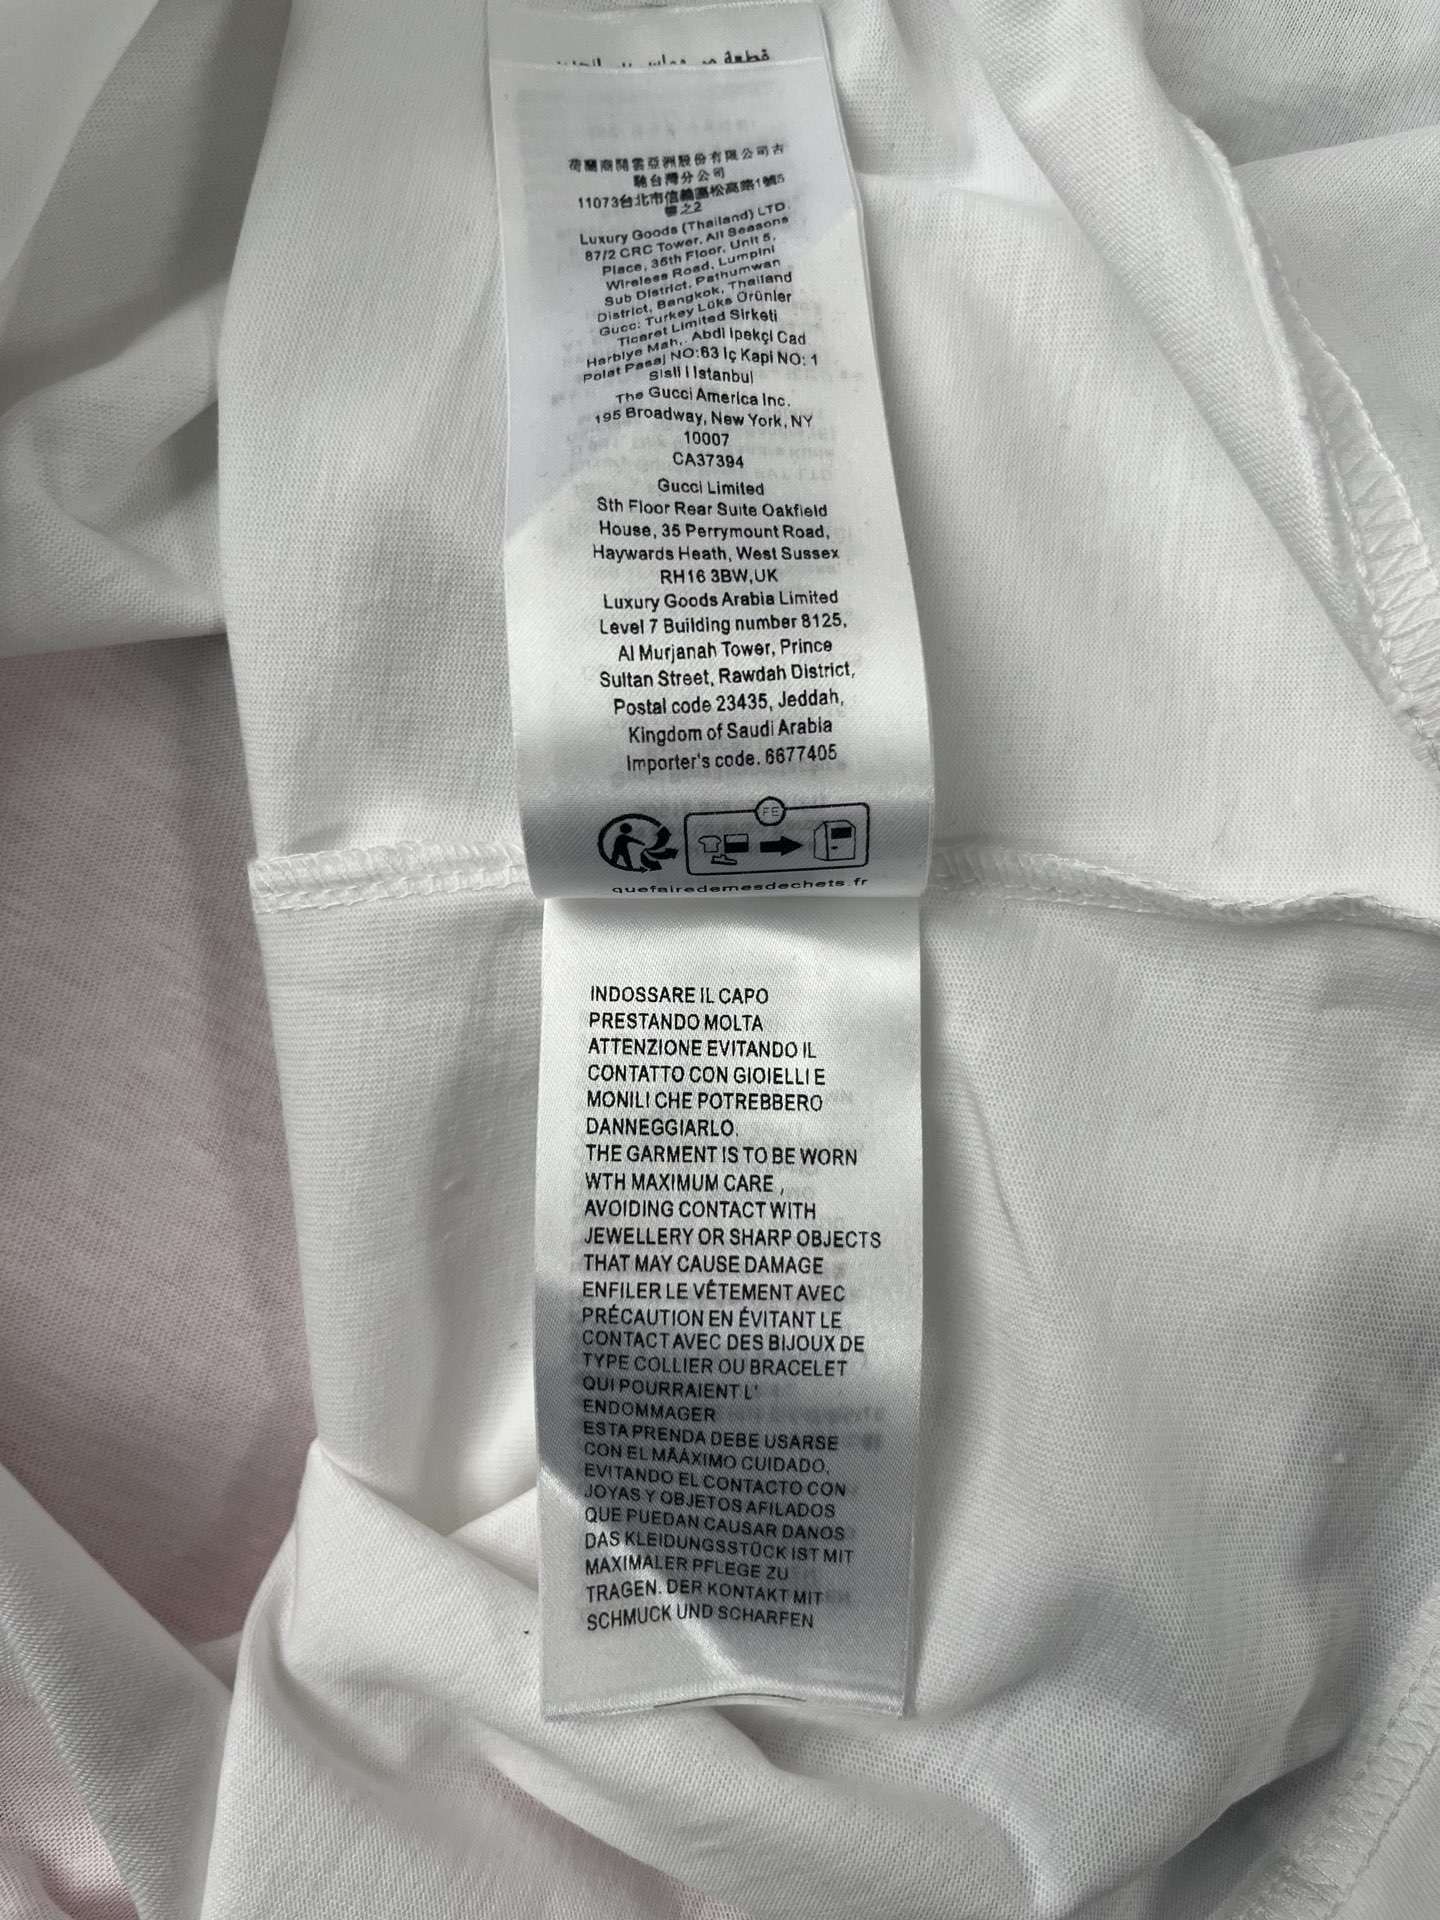 荷蘭商開雲亞洲股份有限公司古
馳台灣分公司
11073台北市信義區松高路1號5
樓之2
Luxury Goods (Thailand) LTD.
87/2 CRC Tower, All Seasons
Place, 35th Floor, Unit 5,
Wireless Road, Lumpini
Sub District, Pathumwan
District, Bangkok, Thailand
Gucc: Turkey Lüks Örünler
Ticaret Limited Sirketi
Harbiye Mah,. Abdi Ipekçi Cad
Polat Pasaj NO:63 Iç Kapi NO: 1
Sisli I Istanbul
The Gucci America Inc.
195 Broadway, New York, NY
10007
CA37394
Gucci Limited
Sth Floor Rear Suite Oakfield
House, 35 Perrymount Road,
Haywards Heath, West Sussex
RH16 3BW,UK
Luxury Goods Arabia Limited
Level 7 Building number 8125,
Al Murjanah Tower, Prince
Sultan Street, Rawdah District,
Postal code 23435, Jeddah,
Kingdom of Saudi Arabia
Importer's code. 6677405
FE
quefairedemesdechets.fr
INDOSSARE IL CAPO
PRESTANDO MOLTA
ATTENZIONE EVITANDO IL
CONTATTO CON GIOIELLI E
MONILI CHE POTREBBERO
DANNEGGIARLO.
THE GARMENT IS TO BE WORN
WTH MAXIMUM CARE ,
AVOIDING CONTACT WITH
JEWELLERY OR SHARP OBJECTS
THAT MAY CAUSE DAMAGE
ENFILER LE VÊTEMENT AVEC
PRÉCAUTION EN ÉVITANT LE
CONTACT AVEC DES BIJOUX DE
TYPE COLLIER OU BRACELET
QUI POURRAIENT L'
ENDOMMAGER
ESTA PRENDA DEBE USARSE
CON EL MÅÁXIMO CUIDADO,
EVITANDO EL CONTACTO CON
JOYAS Y OBJETOS AFILADOS
QUE PUEDAN CAUSAR DANOS
DAS KLEIDUNGSSTÜCK IST MIT
MAXIMALER PFLEGE ZU
TRAGEN. DER KONTAKT MIT
SCHMUCK UND SCHARFEN